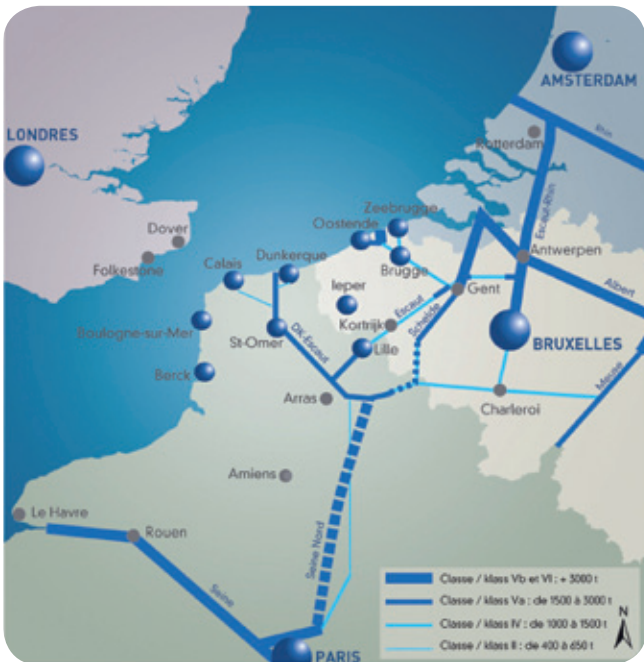 AMSTERDAM
LONDRES
Rhin
Rotterdam
Escaut-Rhin
Zeebrugge
Oostende
Dover
Folkestone
Calais
Dunkerque
Brugge
Antwerpen
Ieper
Gent
Albert
Escaut
Schelde
Kortrijk
Boulogne-sur-Mer
St-Omer
DK-Escaut
Lille
BRUXELLES
Berck
Meuse
Arras
Charleroi
Amiens
Le Havre
Rouen
Seine Nord
Seine
PARIS
Classe / klass Vb et VI : + 3000 t
Classe / klass Va : de 1500 à 3000 t
Classe / klass IV : de 1000 à 1500 t
Classe / klass II : de 400 à 650 t
N